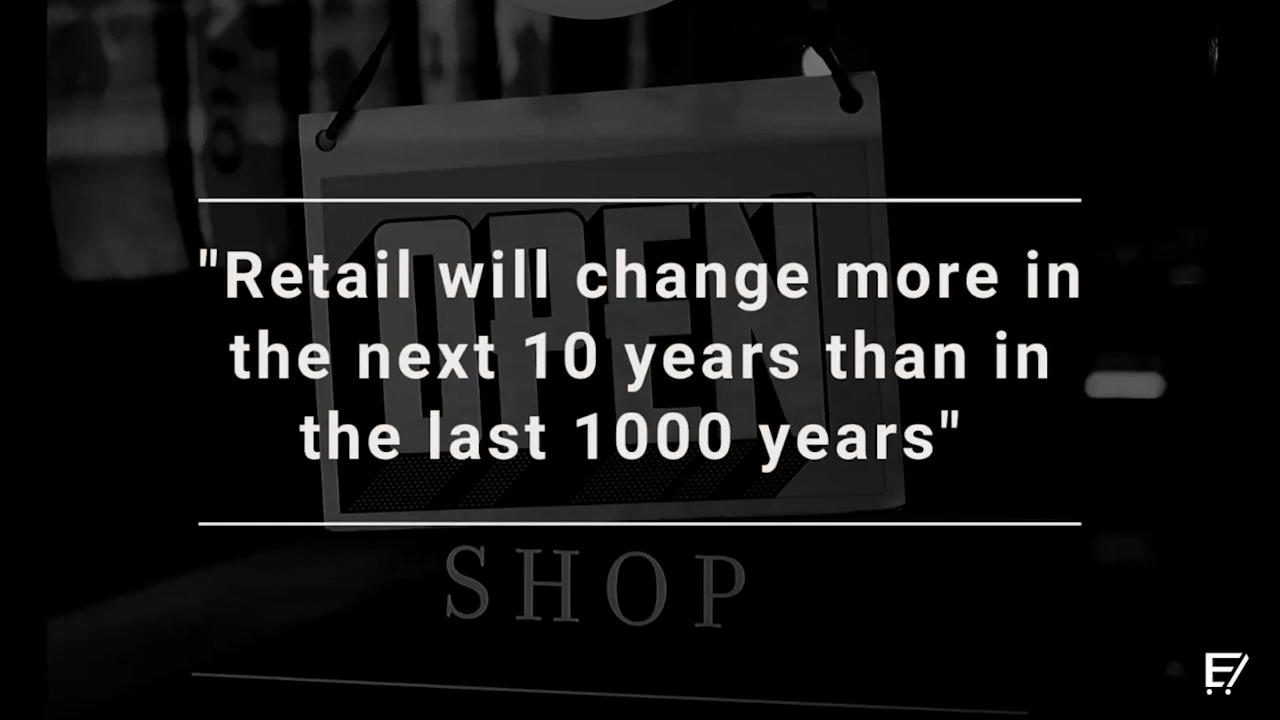 OPEN
"Retail will change more in
the next 10 years than in
the last 1000 years"
SHOP
E/